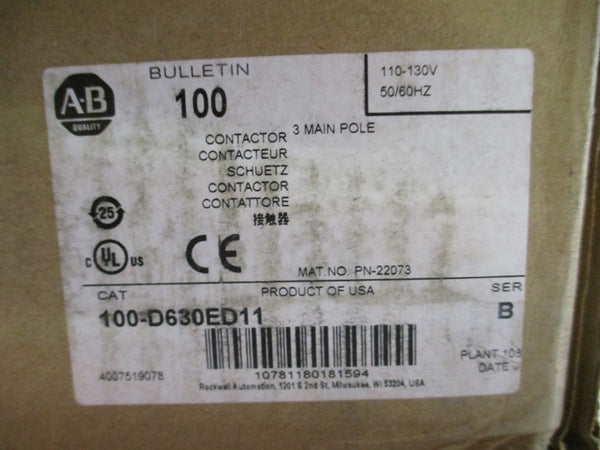 A-B
QUALITY
BULLETIN
100
110-130V
50/60HZ
3 MAIN POLE
CONTACTOR
CONTACTEUR
SCHUETZ
CONTACTOR
CONTATTORE
接触器
25
C UL US
CE
MAT.NO. PN-22073
CAT
PRODUCT OF USA
SER
100-D630ED11
B
PLANT 108
DATE
4007519078
10781180181594
Rockwell Automation, 1201 S 2nd St, Milwaukee, WI 53204, USA